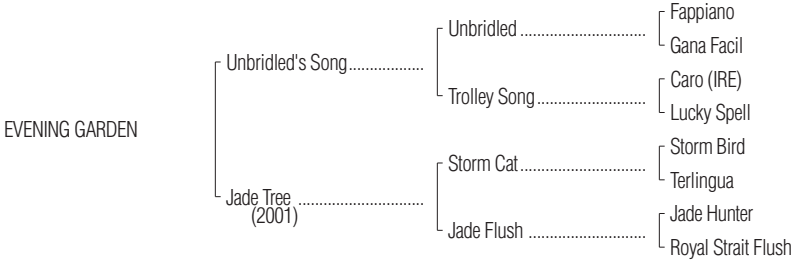 Fappiano
Unbridled ..............................
Gana Facil
Unbridled's Song..................
Caro (IRE)
Trolley Song..........................
Lucky Spell
EVENING GARDEN
Storm Bird
Storm Cat..............................
Terlingua
Jade Tree ..............................
(2001)
Jade Hunter
Jade Flush ............................
Royal Strait Flush